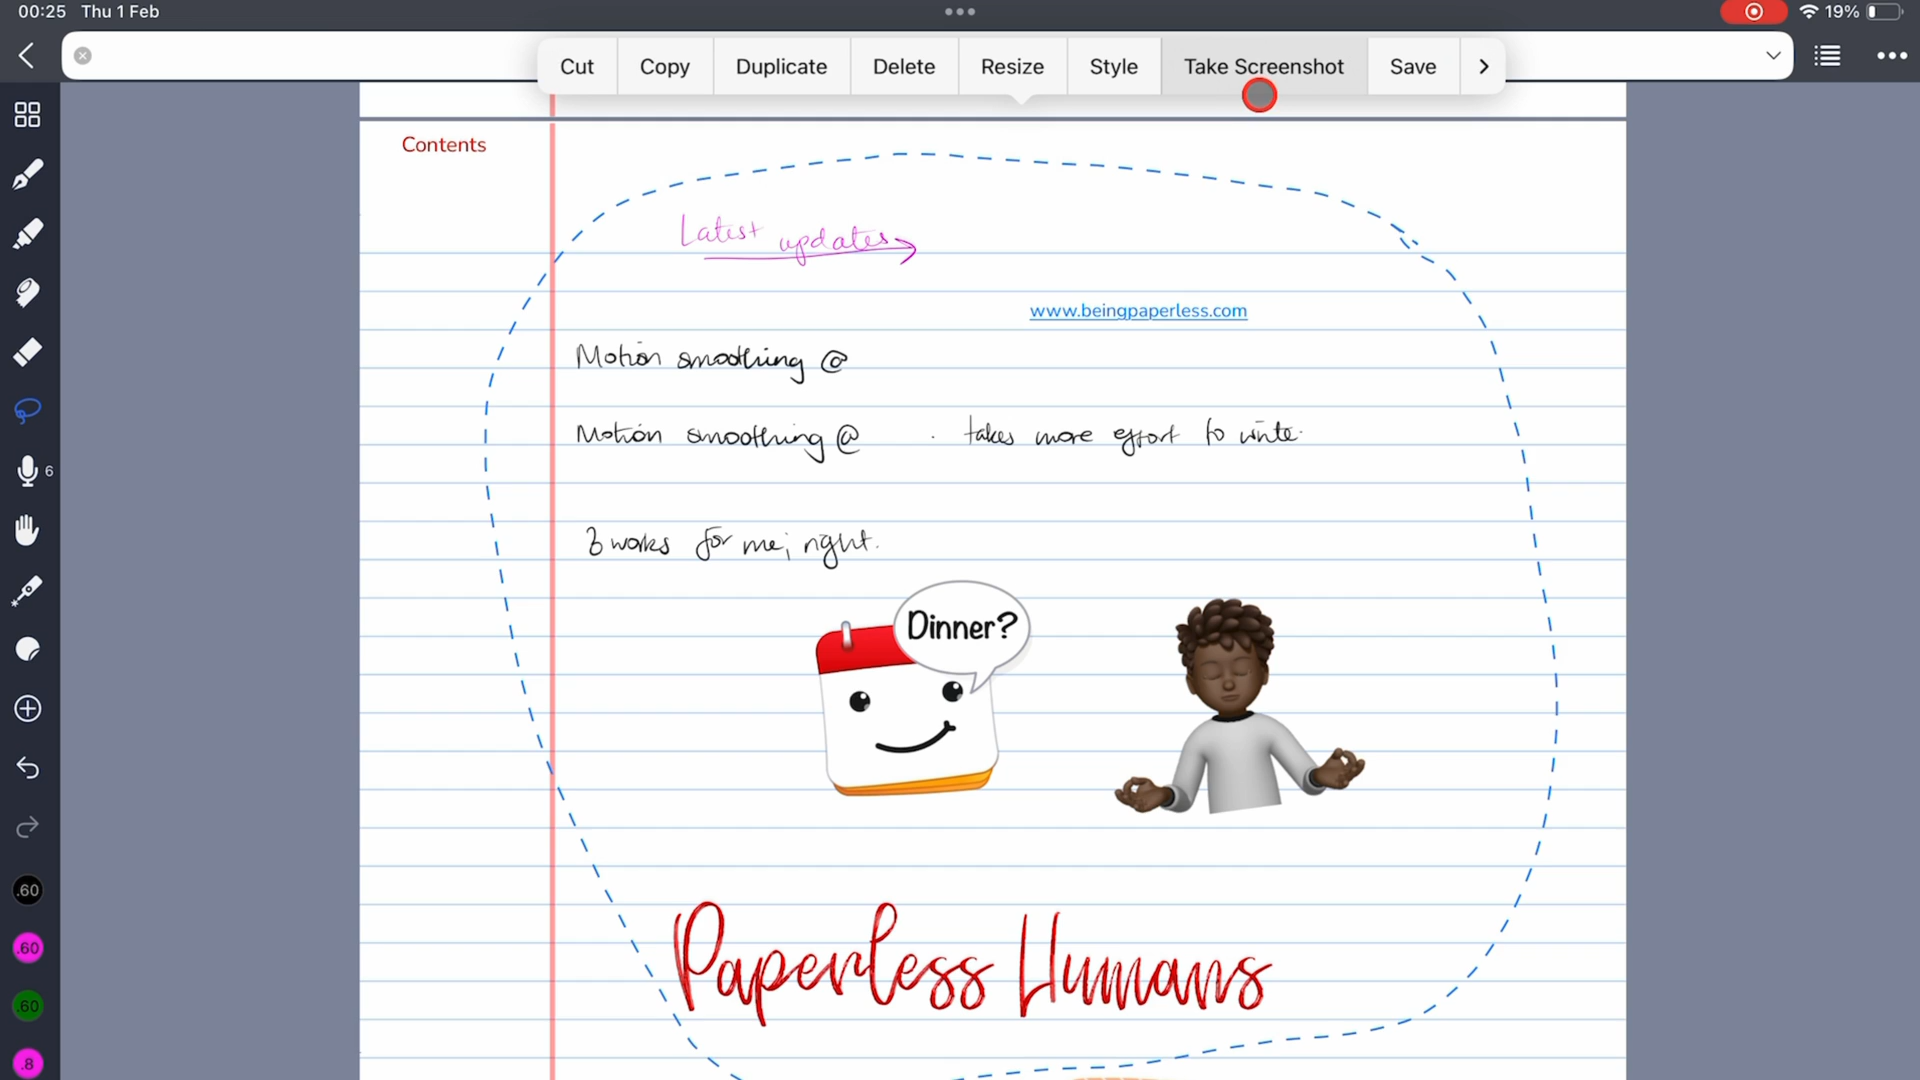 00:25 Thu 1 Feb 19%
Cut Copy Duplicate Delete Resize Style Take Screenshot Save
Contents
Latest updates
www.beingpaperless.com
Motion smoothing @
6
Motion smoothing @ . takes more effort to write.
3 works for me, right.
Dinner?
.60
.60
Paperless Humans
.60
.8